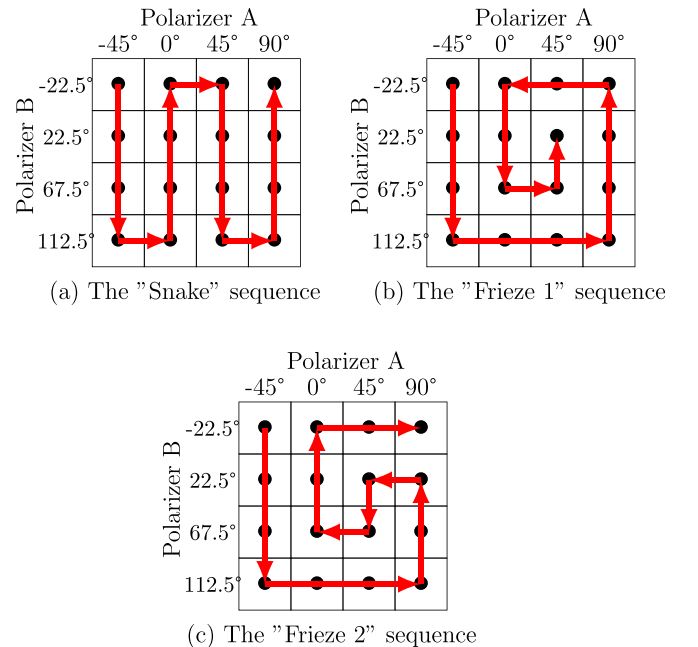 Polarizer A
-45° 0° 45° 90°
Polarizer B
-22.5°
22.5°
67.5°
112.5°
(a) The "Snake" sequence
Polarizer A
-45° 0° 45° 90°
Polarizer B
-22.5°
22.5°
67.5°
112.5°
(b) The "Frieze 1" sequence
Polarizer A
-45° 0° 45° 90°
Polarizer B
-22.5°
22.5°
67.5°
112.5°
(c) The "Frieze 2" sequence